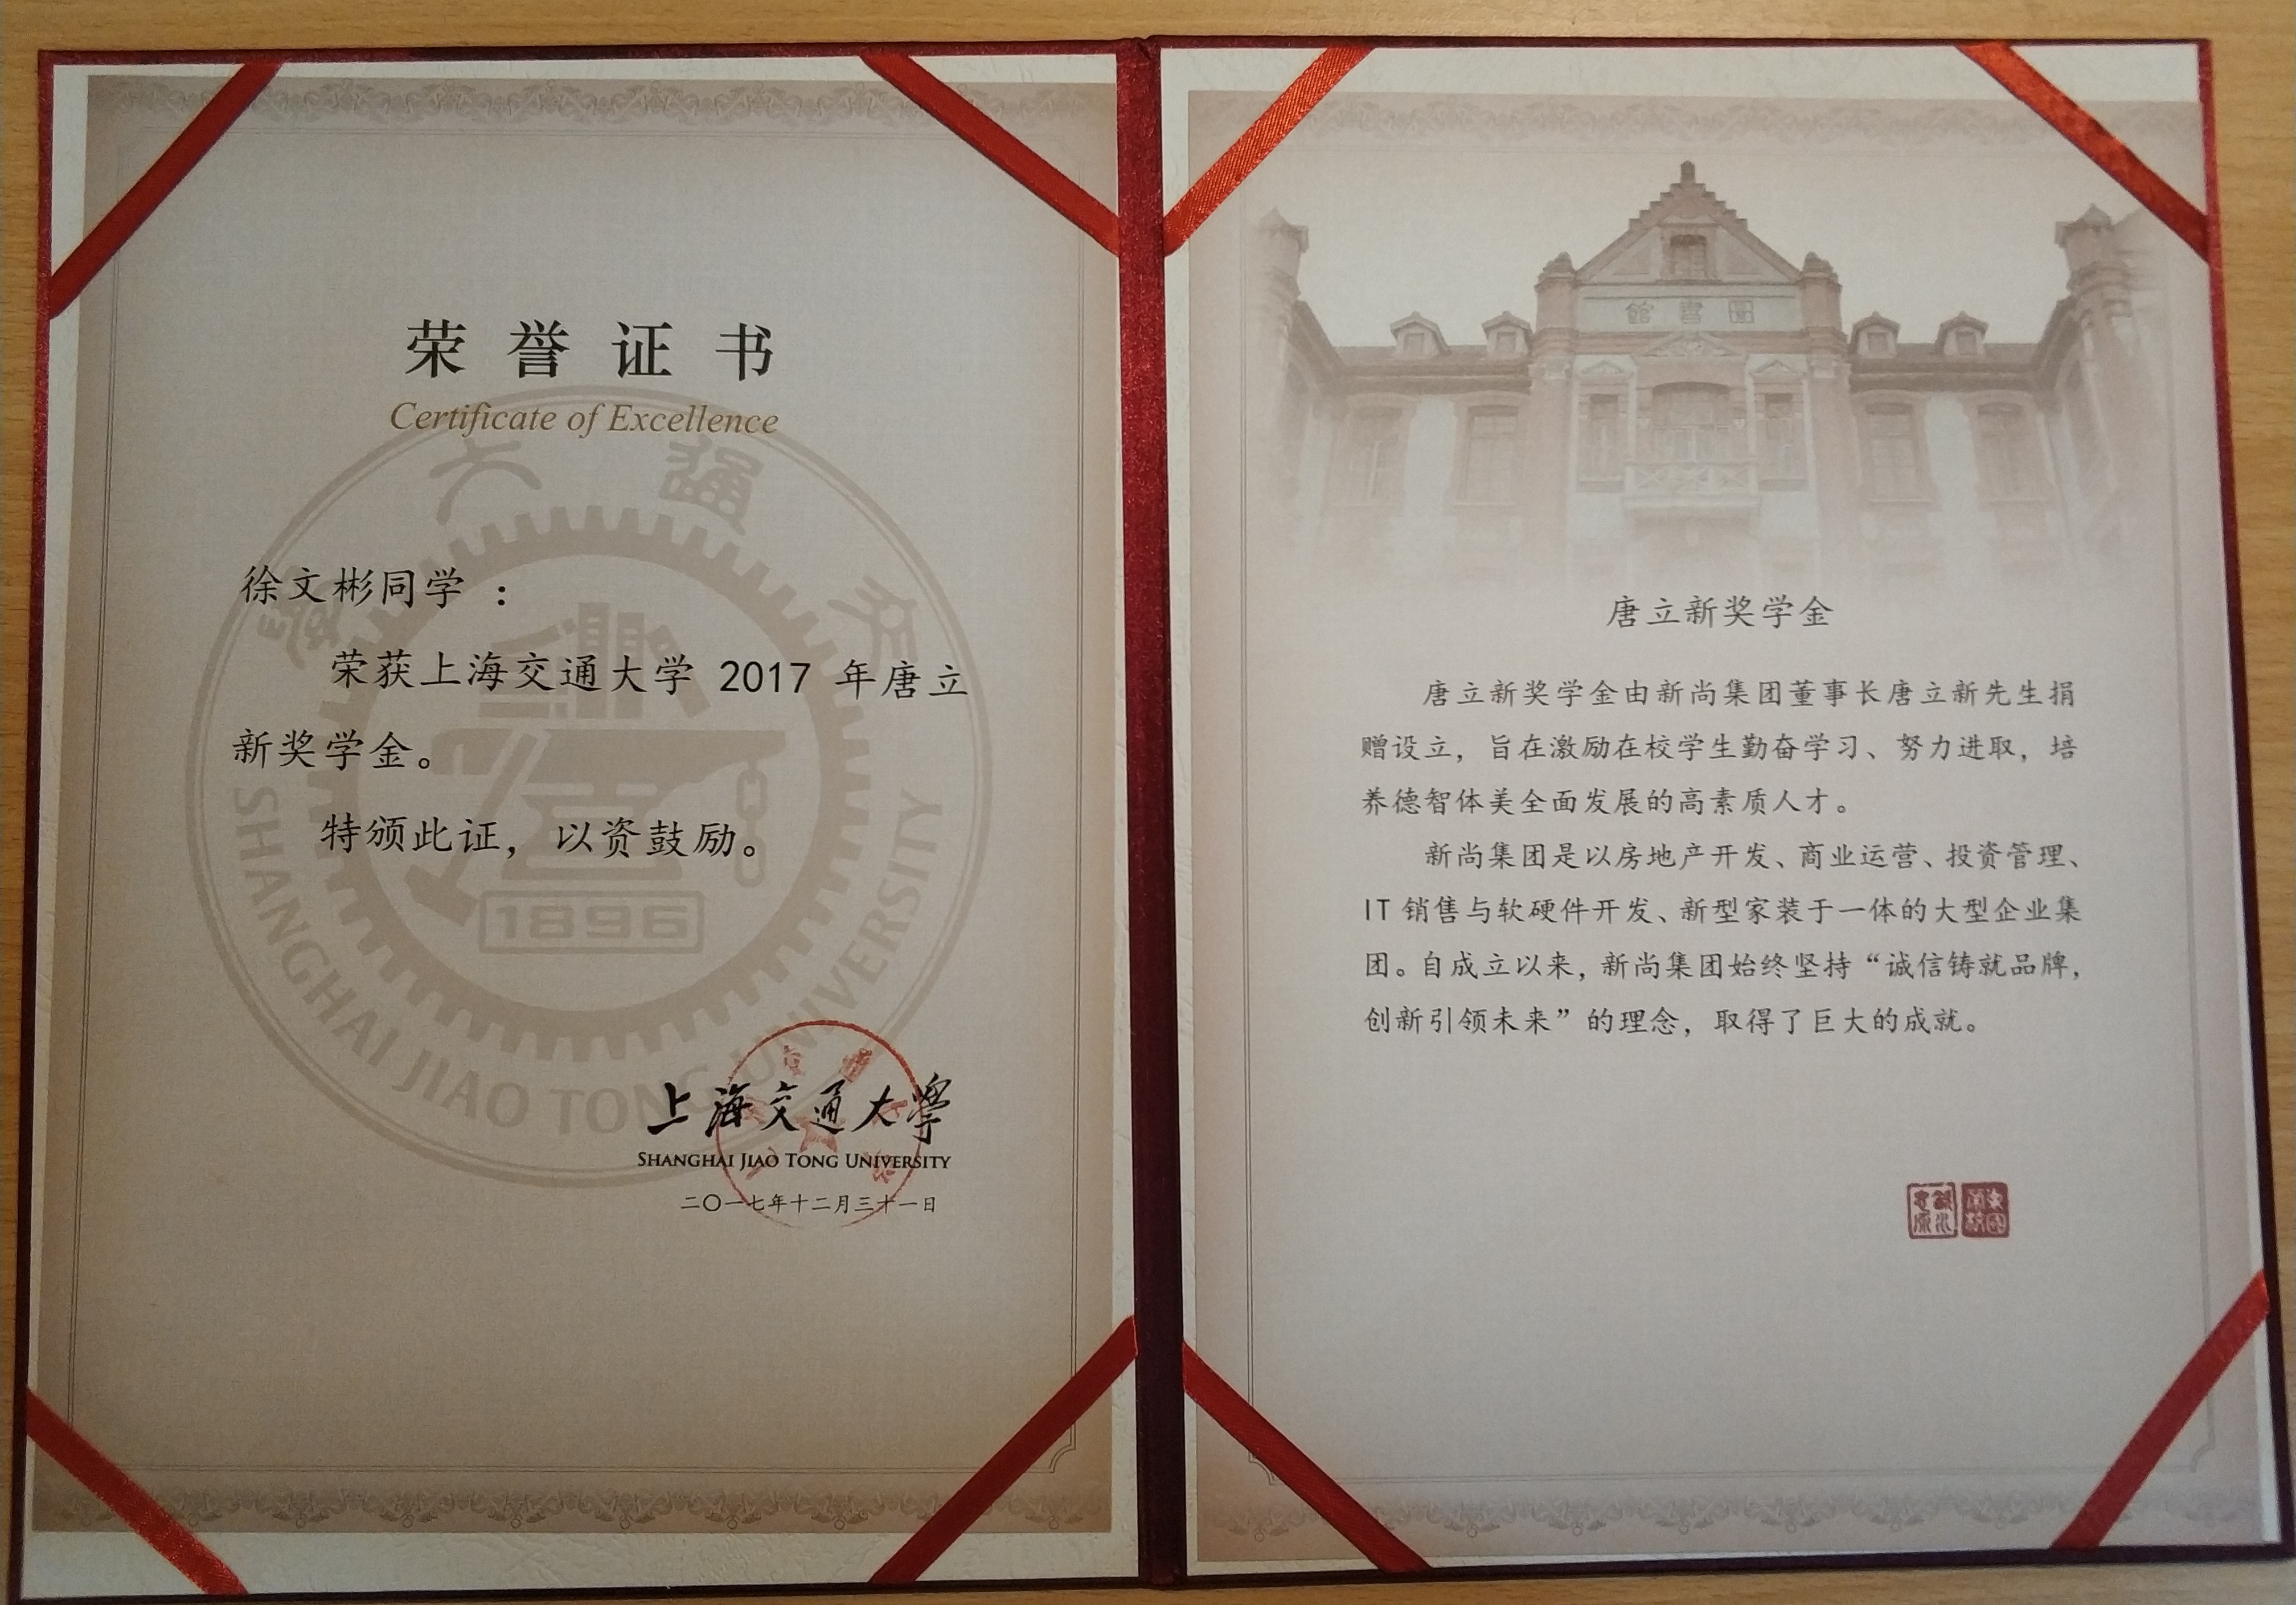 荣誉证书
Certificate of Excellence
徐文彬同学：
荣获上海交通大学 2017 年唐立
新奖学金。
特颁此证，以资鼓励。
1896
SHANGHAI JIAO TONG UNIVERSITY
上海交通大學
SHANGHAI JIAO TONG UNIVERSITY
二〇一七年十二月三十一日
館書圖
唐立新奖学金
唐立新奖学金由新尚集团董事长唐立新先生捐
赠设立，旨在激励在校学生勤奋学习、努力进取，培
养德智体美全面发展的高素质人才。
新尚集团是以房地产开发、商业运营、投资管理、
IT 销售与软硬件开发、新型家装于一体的大型企业集
团。自成立以来，新尚集团始终坚持“诚信铸就品牌，
创新引领未来”的理念，取得了巨大的成就。